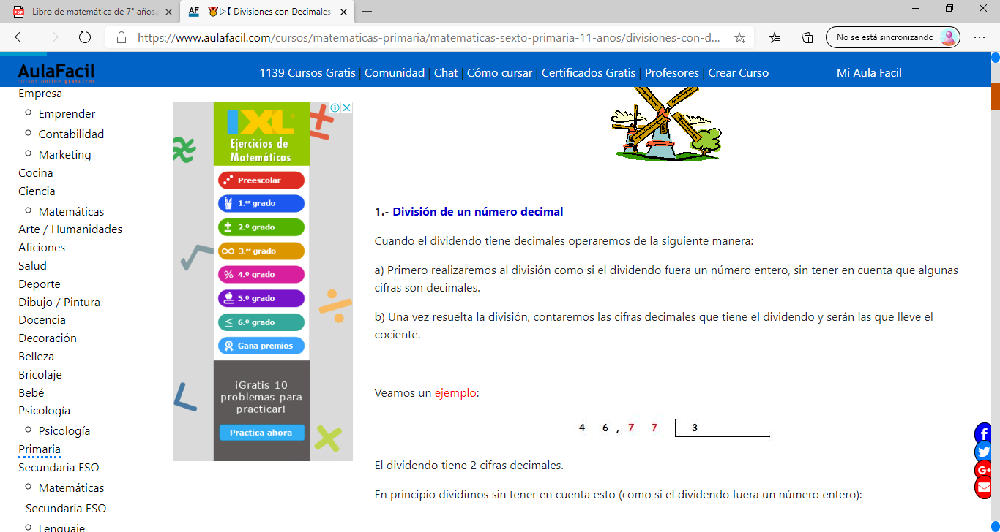 Libro de matemática de 7° años.
AF ▷【 Divisiones con Decimales
https://www.aulafacil.com/cursos/matematicas-primaria/matematicas-sexto-primaria-11-anos/divisiones-con-d...
No se está sincronizando
AulaFacil
cursos online gratuitos
1139 Cursos Gratis | Comunidad | Chat | Cómo cursar | Certificados Gratis | Profesores | Crear Curso
Mi Aula Facil
Empresa
Emprender
Contabilidad
Marketing
Cocina
Ciencia
Matemáticas
Arte / Humanidades
Aficiones
Salud
Deporte
Dibujo / Pintura
Docencia
Decoración
Belleza
Bricolaje
Bebé
Psicología
Psicología
Primaria
Secundaria ESO
Matemáticas
Secundaria ESO
Lenguaje
IXL
Ejercicios de
Matemáticas
Preescolar
1.er grado
2.º grado
3.er grado
4.º grado
5.º grado
6.º grado
Gana premios
¡Gratis 10
problemas para
practicar!
Practica ahora
1.- División de un número decimal
Cuando el dividendo tiene decimales operaremos de la siguiente manera:
a) Primero realizaremos al división como si el dividendo fuera un número entero, sin tener en cuenta que algunas
cifras son decimales.
b) Una vez resuelta la división, contaremos las cifras decimales que tiene el dividendo y serán las que lleve el
cociente.
Veamos un ejemplo:
4 6 , 7 7 3
El dividendo tiene 2 cifras decimales.
En principio dividimos sin tener en cuenta esto (como si el dividendo fuera un número entero):